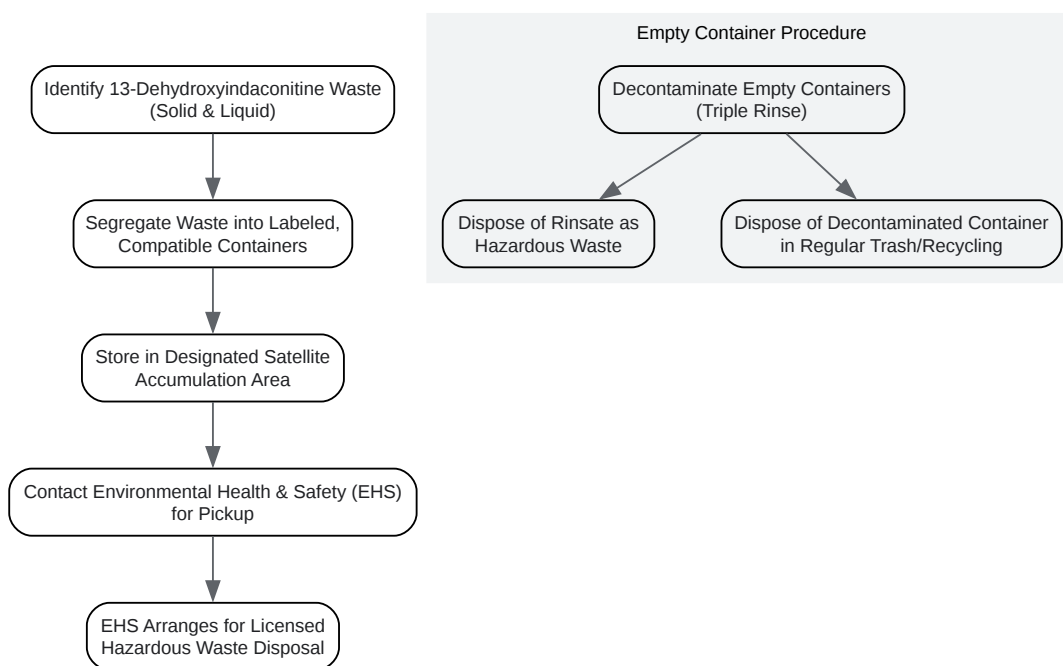 Identify 13-Dehydroxyindaconitine Waste
(Solid & Liquid)
Segregate Waste into Labeled,
Compatible Containers
Store in Designated Satellite
Accumulation Area
Contact Environmental Health & Safety (EHS)
for Pickup
EHS Arranges for Licensed
Hazardous Waste Disposal
Empty Container Procedure
Decontaminate Empty Containers
(Triple Rinse)
Dispose of Rinsate as
Hazardous Waste
Dispose of Decontaminated Container
in Regular Trash/Recycling